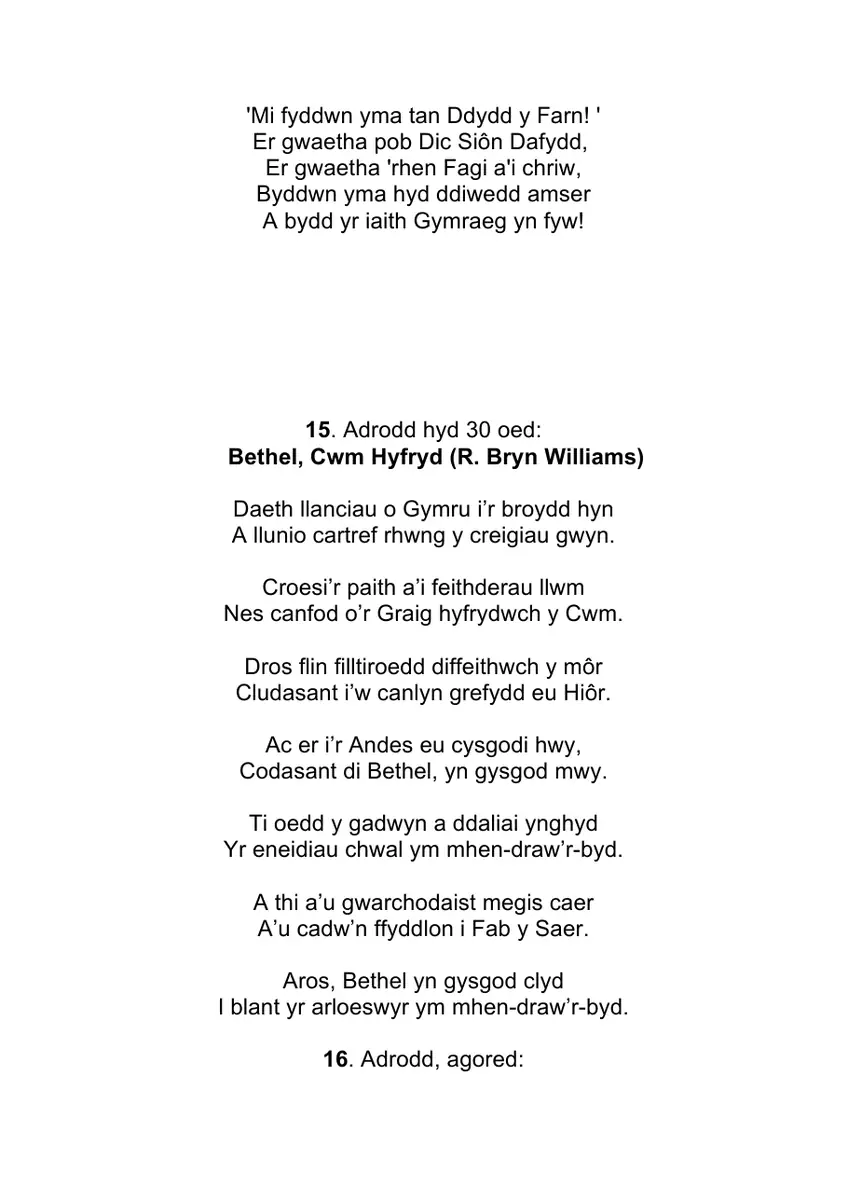 'Mi fyddwn yma tan Ddydd y Farn! '
Er gwaetha pob Dic Siôn Dafydd,
Er gwaetha 'rhen Fagi a'i chriw,
Byddwn yma hyd ddiwedd amser
A bydd yr iaith Gymraeg yn fyw!
15. Adrodd hyd 30 oed:
Bethel, Cwm Hyfryd (R. Bryn Williams)
Daeth llanciau o Gymru i’r broydd hyn
A llunio cartref rhwng y creigiau gwyn.
Croesi’r paith a’i feithderau llwm
Nes canfod o’r Graig hyfrydwch y Cwm.
Dros flin filltiroedd diffeithwch y môr
Cludasant i’w canlyn grefydd eu Hiôr.
Ac er i’r Andes eu cysgodi hwy,
Codasant di Bethel, yn gysgod mwy.
Ti oedd y gadwyn a ddaliai ynghyd
Yr eneidiau chwal ym mhen-draw’r-byd.
A thi a’u gwarchodaist megis caer
A’u cadw’n ffyddlon i Fab y Saer.
Aros, Bethel yn gysgod clyd
I blant yr arloeswyr ym mhen-draw’r-byd.
16. Adrodd, agored: